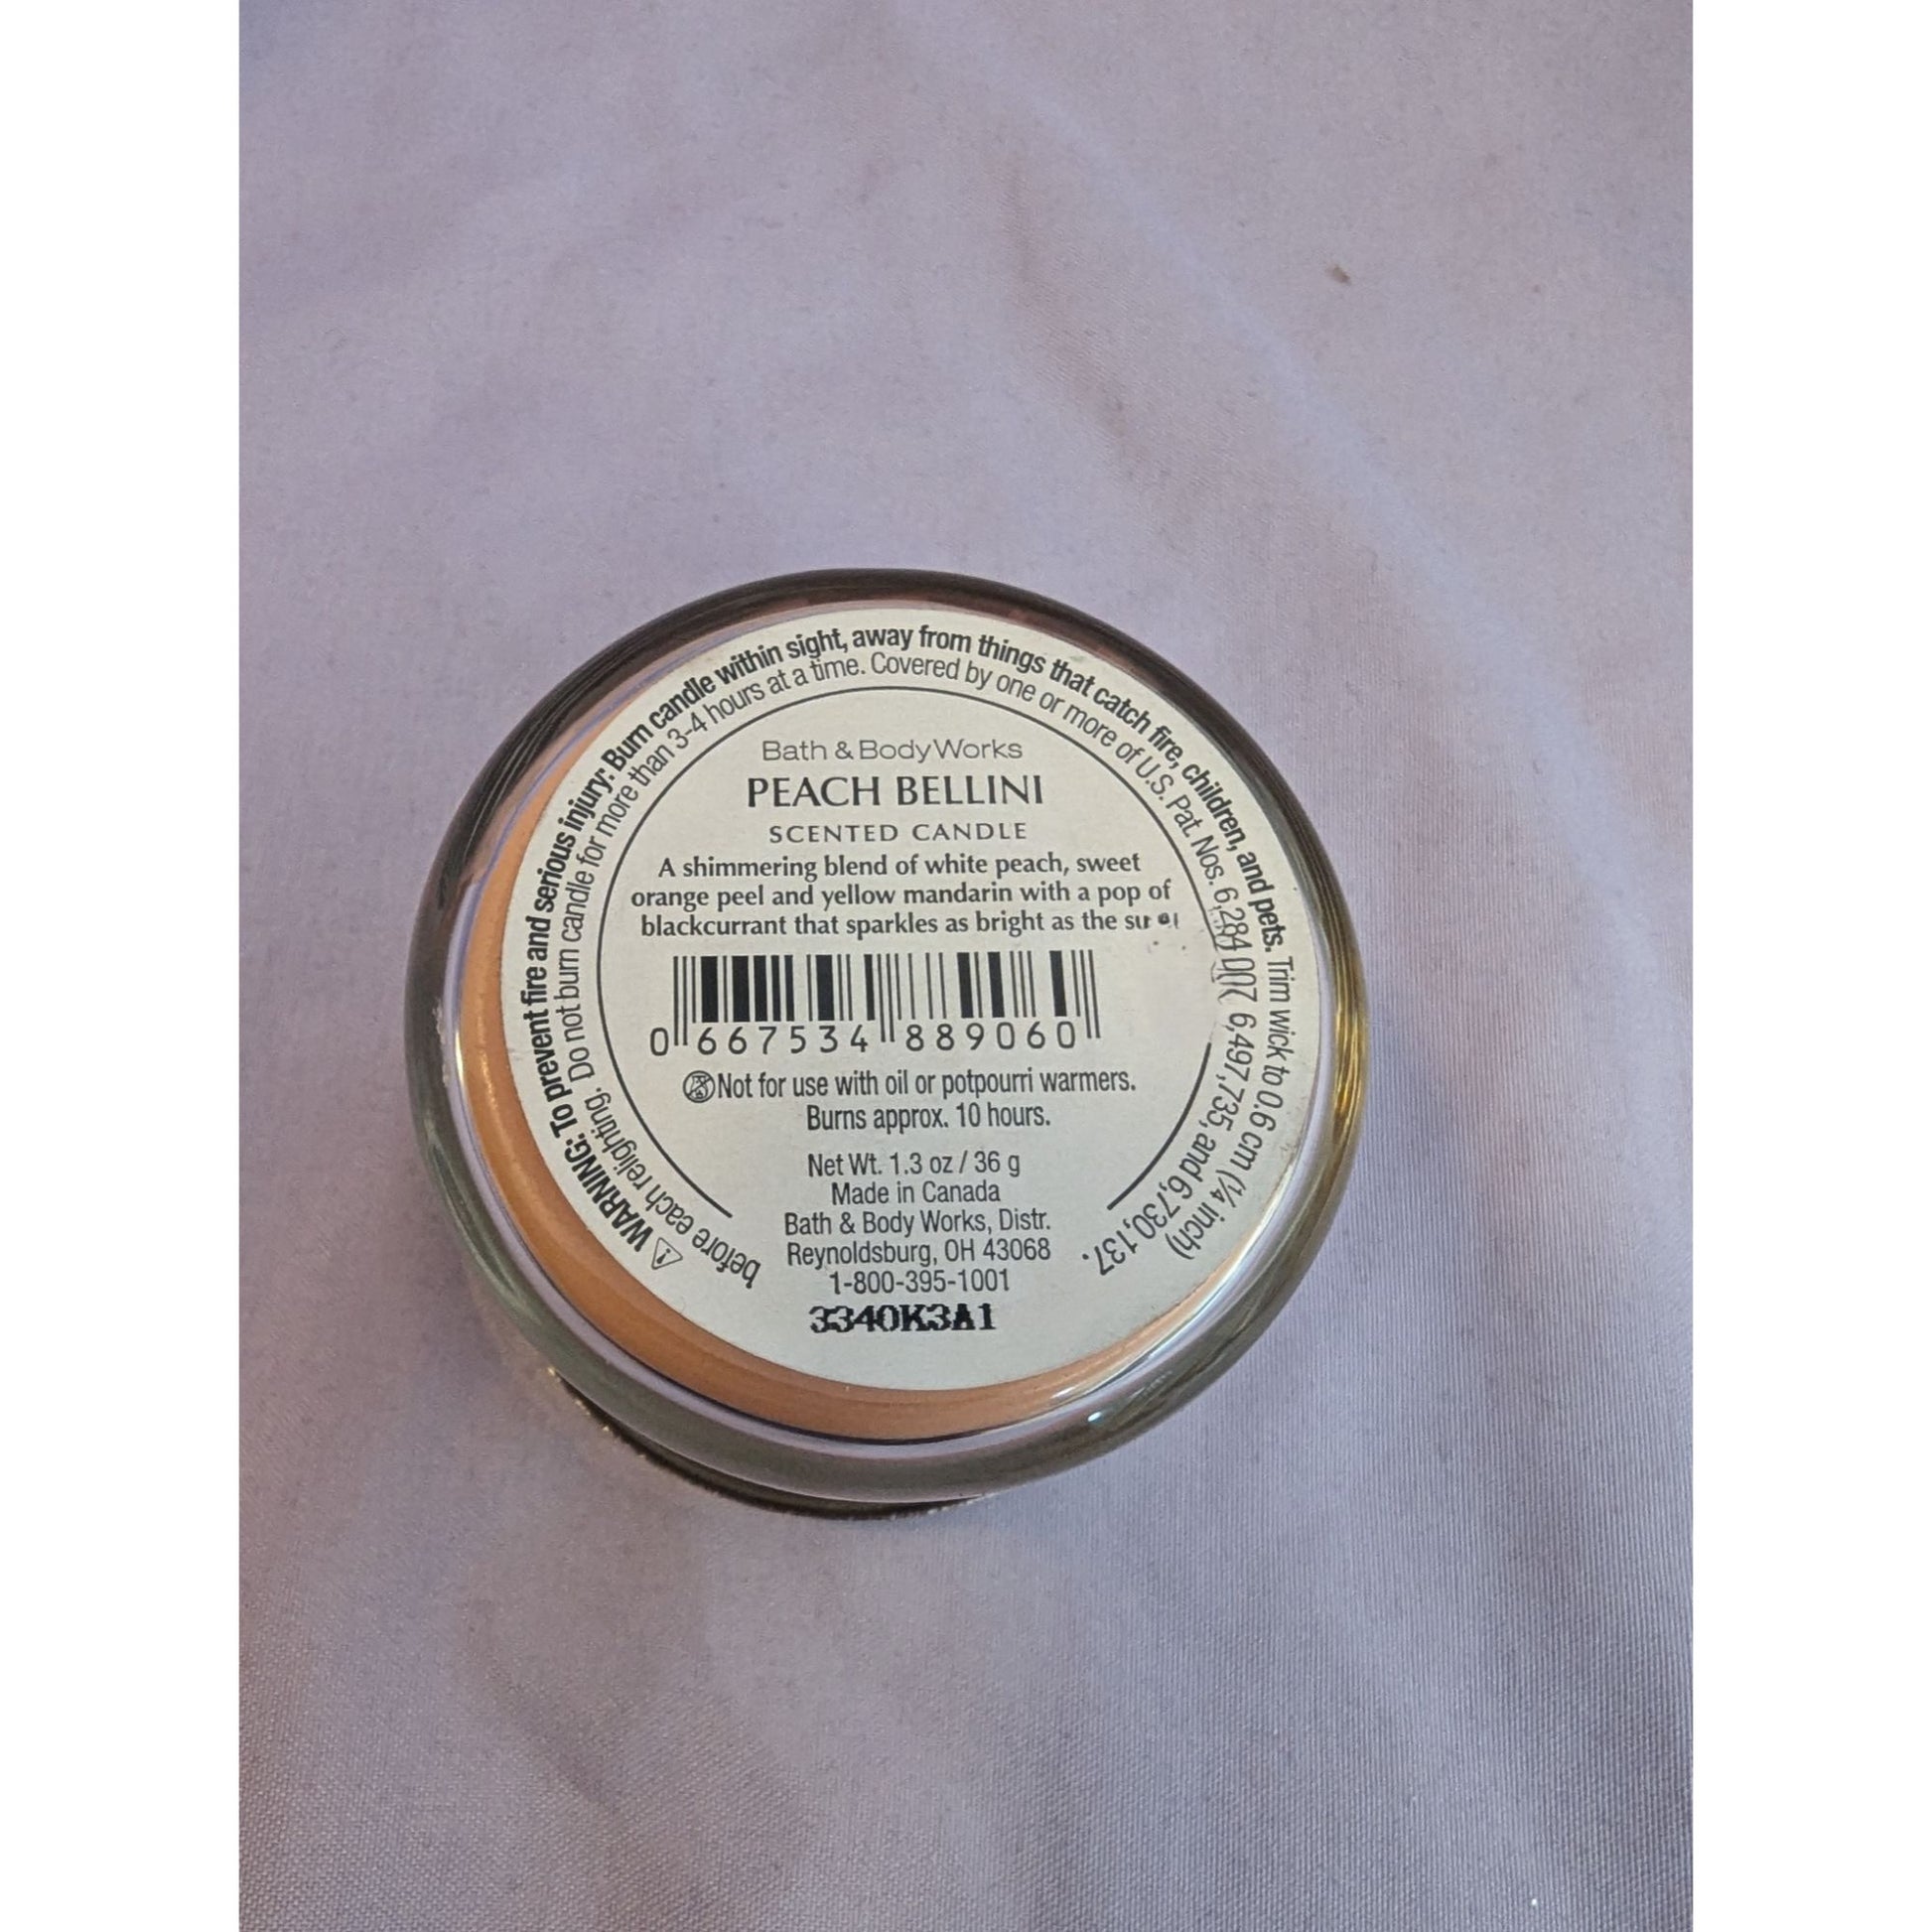 ⚠ WARNING: To prevent fire and serious injury: Burn candle within sight, away from things that catch fire, children, and pets. Trim wick to 0.6 cm (¼ inch)
before each relighting. Do not burn candle for more than 3-4 hours at a time. Covered by one or more of U.S. Pat. Nos. 6,284,007, 6,497,735, and 6,730,137.
Bath & Body Works
PEACH BELLINI
SCENTED CANDLE
A shimmering blend of white peach, sweet
orange peel and yellow mandarin with a pop of
blackcurrant that sparkles as bright as the
0 667534 889060
Not for use with oil or potpourri warmers.
Burns approx. 10 hours.
Net Wt. 1.3 oz / 36 g
Made in Canada
Bath & Body Works, Distr.
Reynoldsburg, OH 43068
1-800-395-1001
3340K3A1